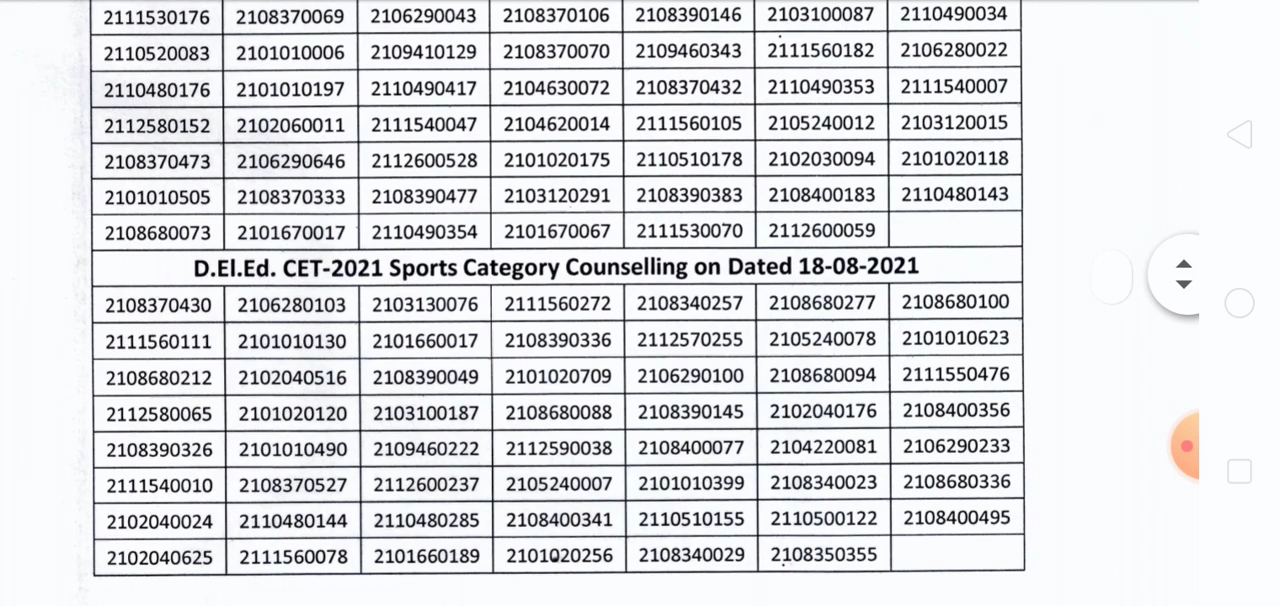 2111530176 2108370069 2106290043 2108370106 2108390146 2103100087 2110490034
2110520083 2101010006 2109410129 2108370070 2109460343 2111560182 2106280022
2110480176 2101010197 2110490417 2104630072 2108370432 2110490353 2111540007
2112580152 2102060011 2111540047 2104620014 2111560105 2105240012 2103120015
2108370473 2106290646 2112600528 2101020175 2110510178 2102030094 2101020118
2101010505 2108370333 2108390477 2103120291 2108390383 2108400183 2110480143
2108680073 2101670017 2110490354 2101670067 2111530070 2112600059
D.El.Ed. CET-2021 Sports Category Counselling on Dated 18-08-2021
2108370430 2106280103 2103130076 2111560272 2108340257 2108680277 2108680100
2111560111 2101010130 2101660017 2108390336 2112570255 2105240078 2101010623
2108680212 2102040516 2108390049 2101020709 2106290100 2108680094 2111550476
2112580065 2101020120 2103100187 2108680088 2108390145 2102040176 2108400356
2108390326 2101010490 2109460222 2112590038 2108400077 2104220081 2106290233
2111540010 2108370527 2112600237 2105240007 2101010399 2108340023 2108680336
2102040024 2110480144 2110480285 2108400341 2110510155 2110500122 2108400495
2102040625 2111560078 2101660189 2101020256 2108340029 2108350355